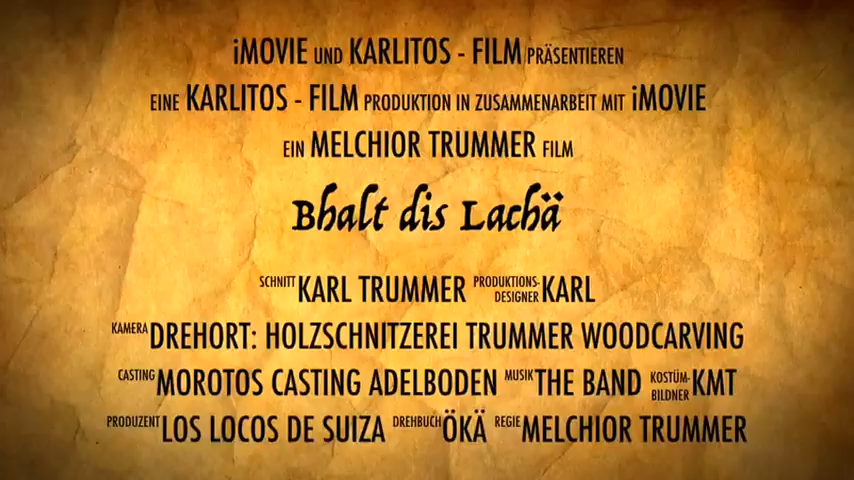 iMOVIE UND KARLITOS - FILM PRÄSENTIEREN
EINE KARLITOS - FILM PRODUKTION IN ZUSAMMENARBEIT MIT iMOVIE
EIN MELCHIOR TRUMMER FILM
Bhalt dis Lachä
SCHNITT KARL TRUMMER PRODUKTIONS-DESIGNER KARL
KAMERA DREHORT: HOLZSCHNITZEREI TRUMMER WOODCARVING
CASTING MOROTOS CASTING ADELBODEN MUSIK THE BAND KOSTÜM-BILDNER KMT
PRODUZENT LOS LOCOS DE SUIZA DREHBUCH ÖKÄ REGIE MELCHIOR TRUMMER